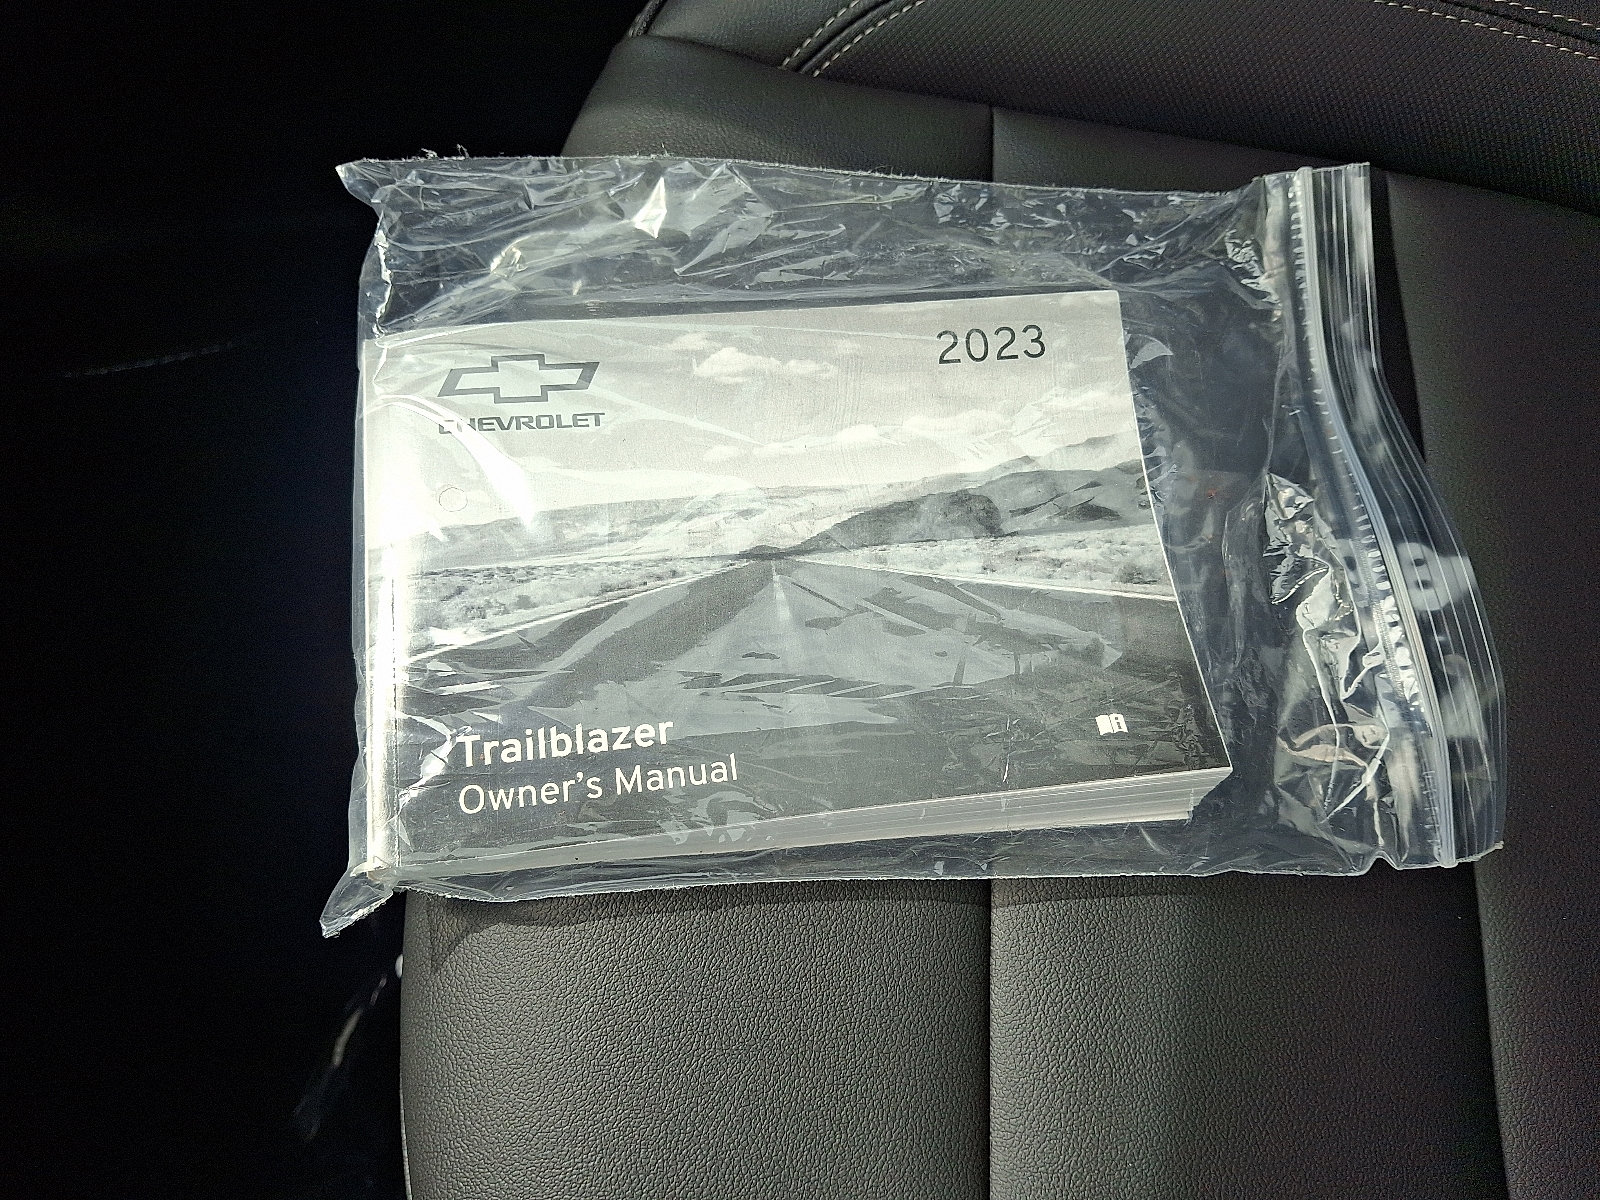 2023
CHEVROLET
Trailblazer
Owner's Manual